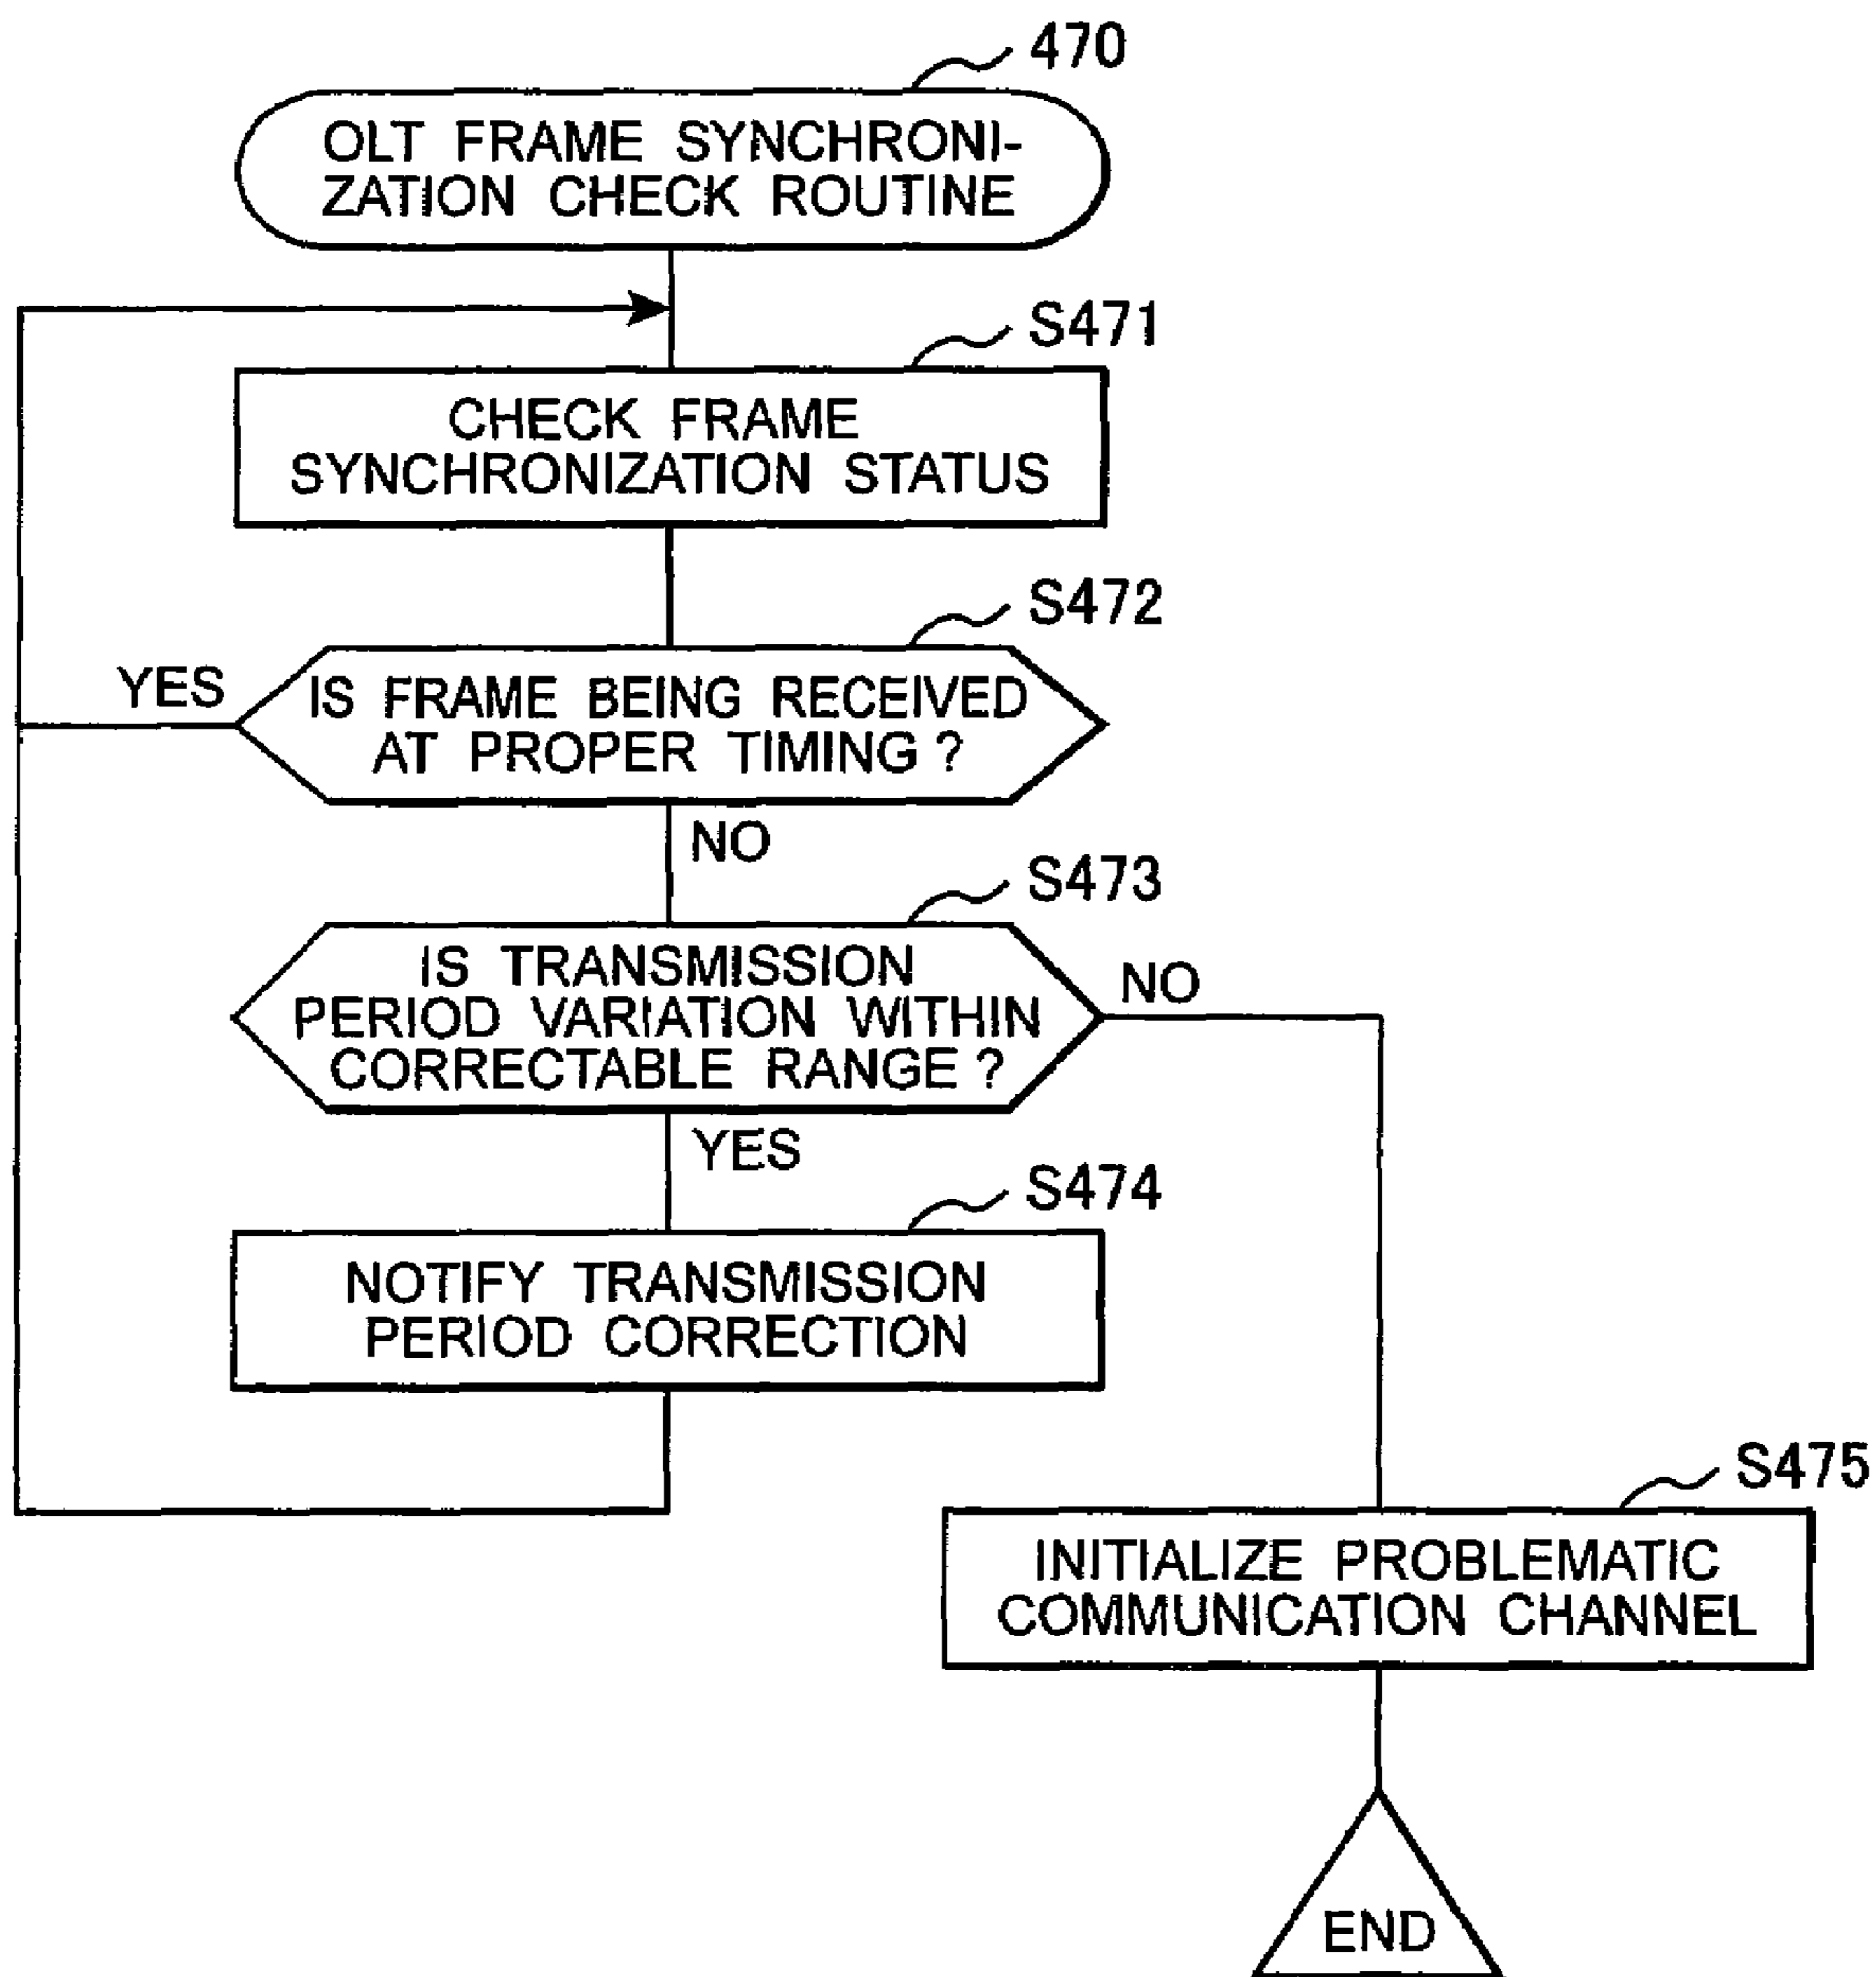 470
OLT FRAME SYNCHRONI-
ZATION CHECK ROUTINE
S471
CHECK FRAME
SYNCHRONIZATION STATUS
S472
YES
IS FRAME BEING RECEIVED
AT PROPER TIMING ?
NO
S473
IS TRANSMISSION
PERIOD VARIATION WITHIN
CORRECTABLE RANGE ?
NO
YES
S474
NOTIFY TRANSMISSION
PERIOD CORRECTION
S475
INITIALIZE PROBLEMATIC
COMMUNICATION CHANNEL
END